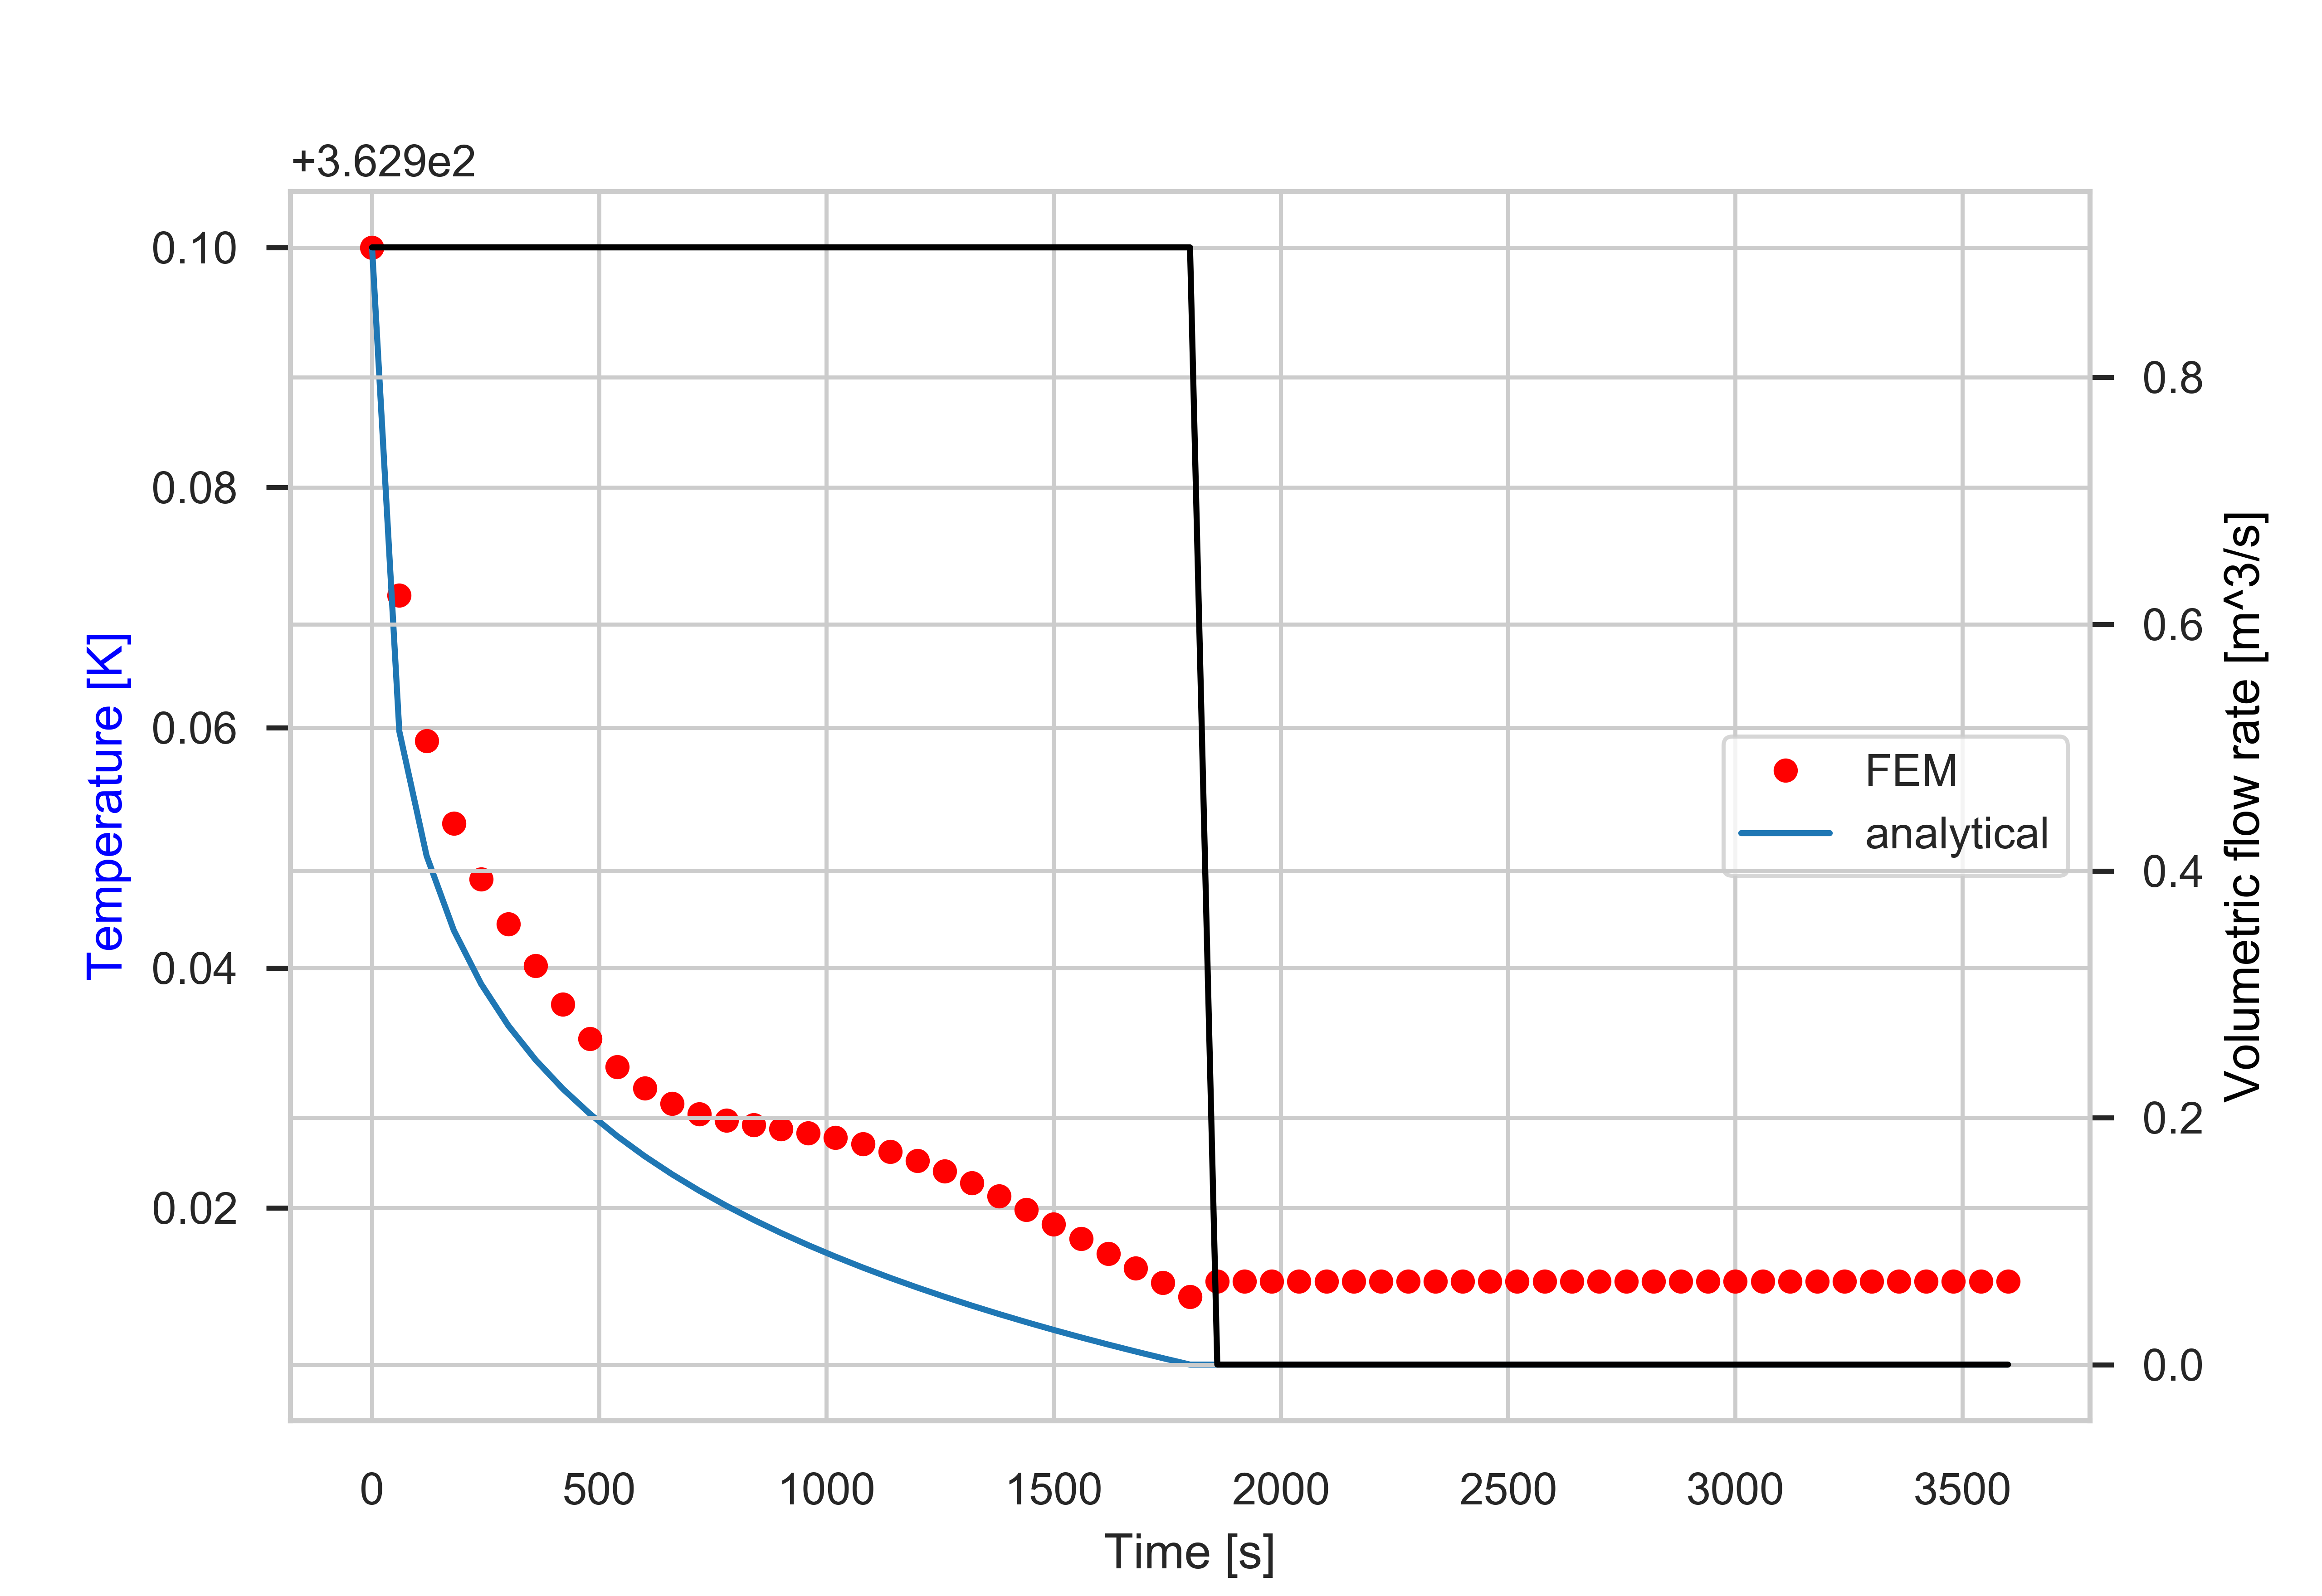 +3.629e2
0.10
0.08
0.06
0.04
0.02
Temperature [K]
0.8
0.6
0.4
0.2
0.0
Volumetric flow rate [m^3/s]
FEM
analytical
0 500 1000 1500 2000 2500 3000 3500
Time [s]